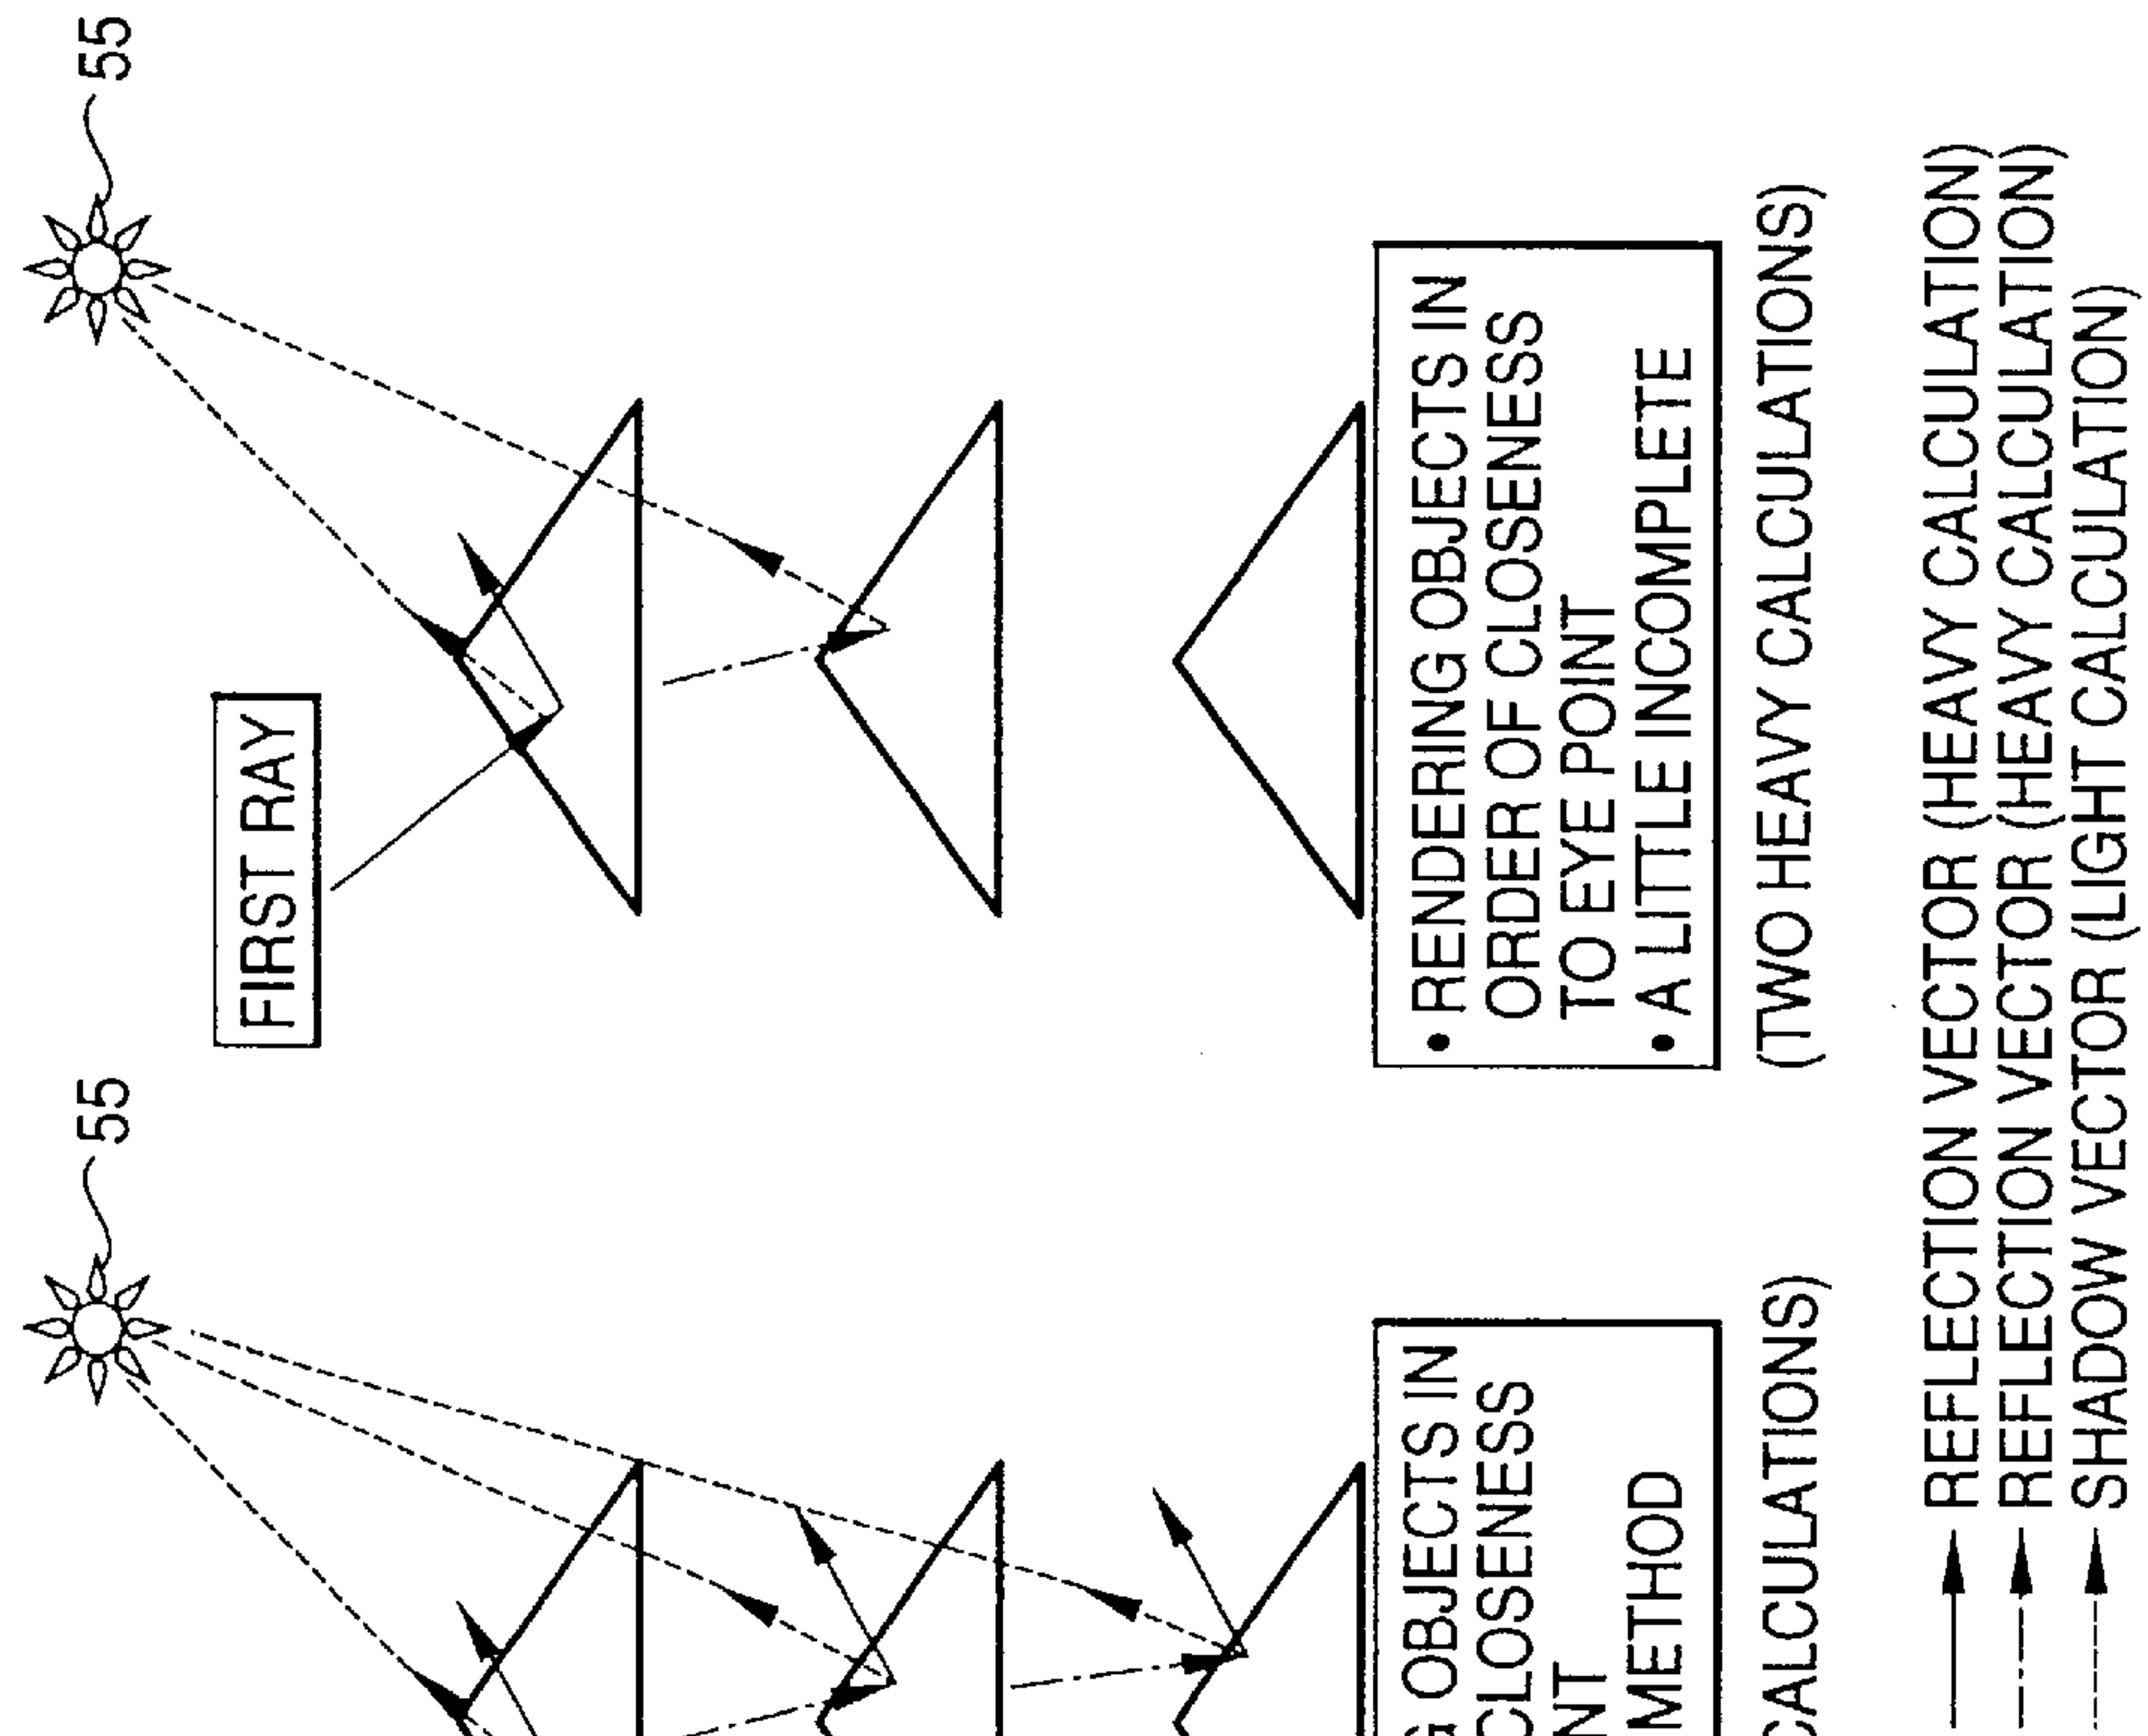 55
FIRST RAY
• RENDERING OBJECTS IN
ORDER OF CLOSENESS
TO EYE POINT
• A LITTLE INCOMPLETE
(TWO HEAVY CALCULATIONS)
55
OBJECTS IN
CLOSENESS
METHOD
CALCULATIONS)
REFLECTION VECTOR (HEAVY CALCULATION)
REFLECTION VECTOR (HEAVY CALCULATION)
SHADOW VECTOR (LIGHT CALCULATION)